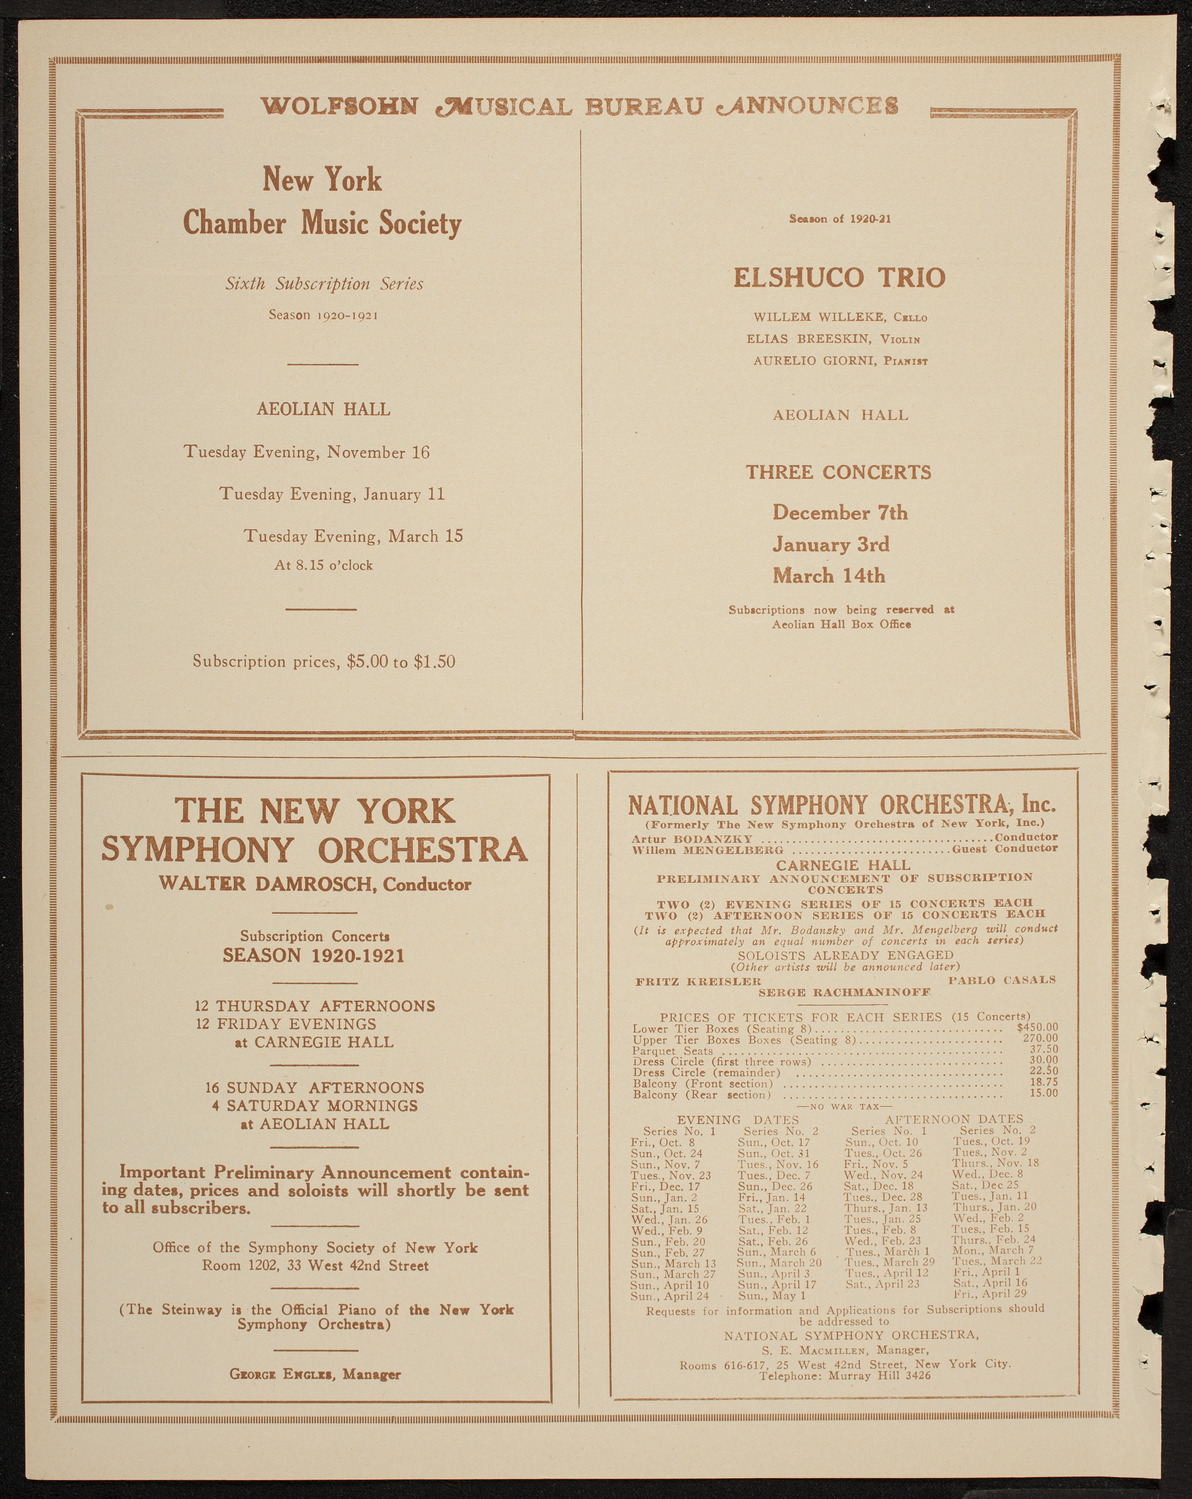 WOLFSOHN MUSICAL BUREAU ANNOUNCES
New York
Chamber Music Society
Sixth Subscription Series
Season 1920-1921
AEOLIAN HALL
Tuesday Evening, November 16
Tuesday Evening, January 11
Tuesday Evening, March 15
At 8.15 o'clock
Subscription prices, $5.00 to $1.50
Season of 1920-21
ELSHUCO TRIO
WILLEM WILLEKE, CELLO
ELIAS BREESKIN, VIOLIN
AURELIO GIORNI, PIANIST
AEOLIAN HALL
THREE CONCERTS
December 7th
January 3rd
March 14th
Subscriptions now being reserved at
Aeolian Hall Box Office
THE NEW YORK
SYMPHONY ORCHESTRA
WALTER DAMROSCH, Conductor
Subscription Concerts
SEASON 1920-1921
12 THURSDAY AFTERNOONS
12 FRIDAY EVENINGS
at CARNEGIE HALL
16 SUNDAY AFTERNOONS
4 SATURDAY MORNINGS
at AEOLIAN HALL
Important Preliminary Announcement contain-
ing dates, prices and soloists will shortly be sent
to all subscribers.
Office of the Symphony Society of New York
Room 1202, 33 West 42nd Street
(The Steinway is the Official Piano of the New York
Symphony Orchestra)
GEORGE ENGLES, Manager
NATIONAL SYMPHONY ORCHESTRA, Inc.
(Formerly The New Symphony Orchestra of New York, Inc.)
Artur BODANZKY ....................................Conductor
Willem MENGELBERG .........................Guest Conductor
CARNEGIE HALL
PRELIMINARY ANNOUNCEMENT OF SUBSCRIPTION
CONCERTS
TWO (2) EVENING SERIES OF 15 CONCERTS EACH
TWO (2) AFTERNOON SERIES OF 15 CONCERTS EACH
(It is expected that Mr. Bodansky and Mr. Mengelberg will conduct
approximately an equal number of concerts in each series)
SOLOISTS ALREADY ENGAGED
(Other artists will be announced later)
FRITZ KREISLER PABLO CASALS
SERGE RACHMANINOFF
PRICES OF TICKETS FOR EACH SERIES (15 Concerts)
Lower Tier Boxes (Seating 8).............................. $450.00
Upper Tier Boxes Boxes (Seating 8)....................... 270.00
Parquet Seats ............................................ 37.50
Dress Circle (first three rows) ............................. 30.00
Dress Circle (remainder) ................................. 22.50
Balcony (Front section) ................................... 18.75
Balcony (Rear section) ................................... 15.00
—NO WAR TAX—
EVENING DATES AFTERNOON DATES
Series No. 1 Series No. 2 Series No. 1 Series No. 2
Fri., Oct. 8 Sun., Oct. 17 Sun., Oct. 10 Tues., Oct. 19
Sun., Oct. 24 Sun., Oct. 31 Tues., Oct. 26 Tues., Nov. 2
Sun., Nov. 7 Tues., Nov. 16 Fri., Nov. 5 Thurs., Nov. 18
Tues., Nov. 23 Tues., Dec. 7 Wed., Nov. 24 Wed., Dec. 8
Fri., Dec. 17 Sun., Dec. 26 Sat., Dec. 18 Sat., Dec 25
Sun., Jan. 2 Fri., Jan. 14 Tues., Dec. 28 Tues., Jan. 11
Sat., Jan. 15 Sat., Jan. 22 Thurs., Jan. 13 Thurs., Jan. 20
Wed., Jan. 26 Tues., Feb. 1 Tues., Jan. 25 Wed., Feb. 2
Wed., Feb. 9 Sat., Feb. 12 Tues., Feb. 8 Tues., Feb. 15
Sun., Feb. 20 Sat., Feb. 26 Wed., Feb. 23 Thurs., Feb. 24
Sun., Feb. 27 Sun., March 6 Tues., March 1 Mon., March 7
Sun., March 13 Sun., March 20 Tues., March 29 Tues., March 22
Sun., March 27 Sun., April 3 Tues., April 12 Fri., April 1
Sun., April 10 Sun., April 17 Sat., April 23 Sat., April 16
Sun., April 24 Sun., May 1 Fri., April 29
Requests for information and Applications for Subscriptions should
be addressed to
NATIONAL SYMPHONY ORCHESTRA,
S. E. MACMILLEN, Manager,
Rooms 616-617, 25 West 42nd Street, New York City.
Telephone: Murray Hill 3426